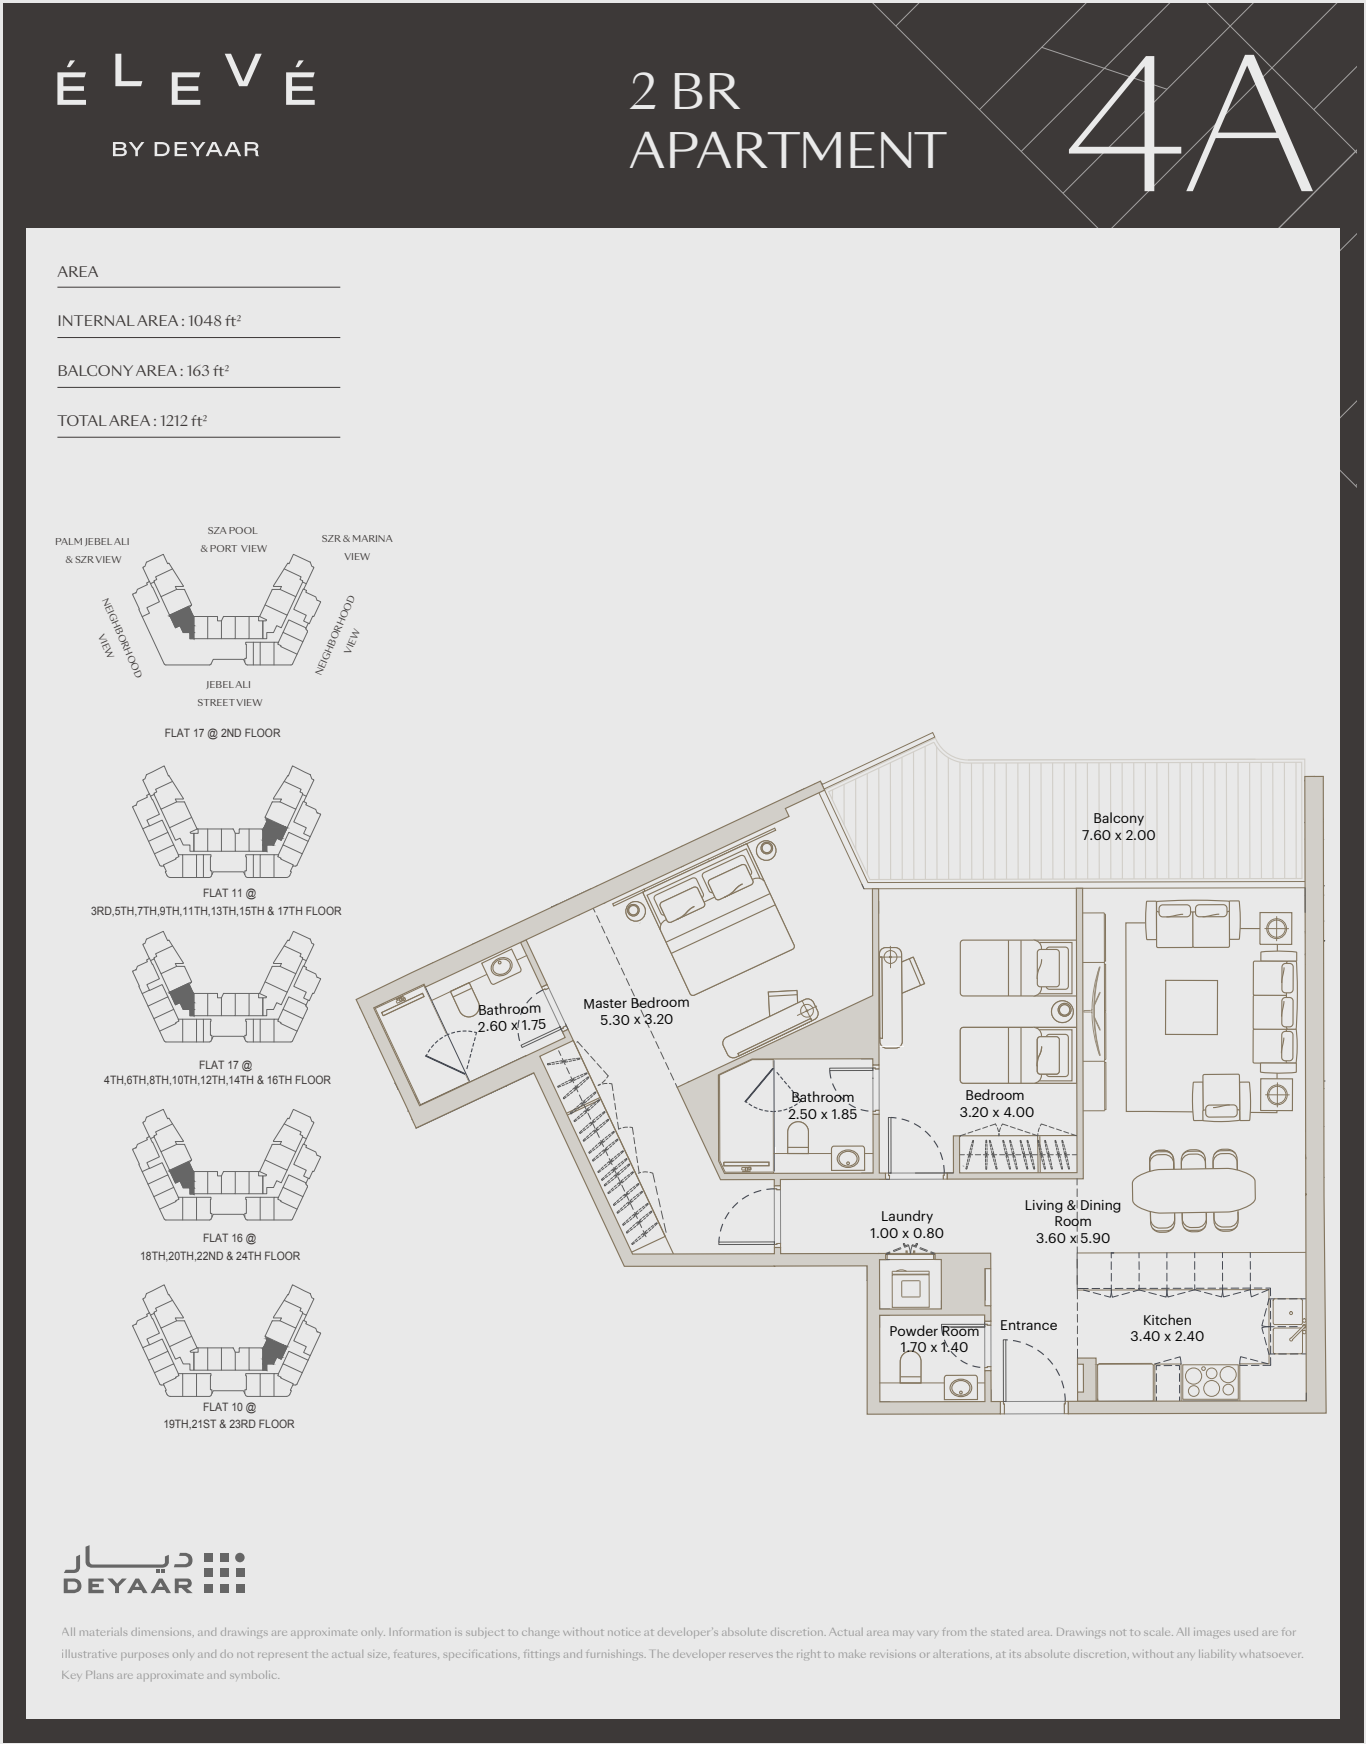 É L E V É
BY DEYAAR
2 BR
APARTMENT
4A
AREA
INTERNAL AREA : 1048 ft²
BALCONY AREA : 163 ft²
TOTAL AREA : 1212 ft²
PALM JEBEL ALI
& SZR VIEW
SZA POOL
& PORT VIEW
SZR & MARINA
VIEW
NEIGHBORHOOD
VIEW
NEIGHBORHOOD
VIEW
JEBEL ALI
STREET VIEW
FLAT 17 @ 2ND FLOOR
FLAT 11 @
3RD,5TH,7TH,9TH,11TH,13TH,15TH & 17TH FLOOR
FLAT 17 @
4TH,6TH,8TH,10TH,12TH,14TH & 16TH FLOOR
FLAT 16 @
18TH,20TH,22ND & 24TH FLOOR
FLAT 10 @
19TH,21ST & 23RD FLOOR
Balcony
7.60 x 2.00
Master Bedroom
5.30 x 3.20
Bathroom
2.60 x 1.75
Bathroom
2.50 x 1.85
Bedroom
3.20 x 4.00
Living & Dining
Room
3.60 x 5.90
Laundry
1.00 x 0.80
Powder Room
1.70 x 1.40
Entrance
Kitchen
3.40 x 2.40
ديار
DEYAAR
All materials dimensions, and drawings are approximate only. Information is subject to change without notice at developer's absolute discretion. Actual area may vary from the stated area. Drawings not to scale. All images used are for
illustrative purposes only and do not represent the actual size, features, specifications, fittings and furnishings. The developer reserves the right to make revisions or alterations, at its absolute discretion, without any liability whatsoever.
Key Plans are approximate and symbolic.